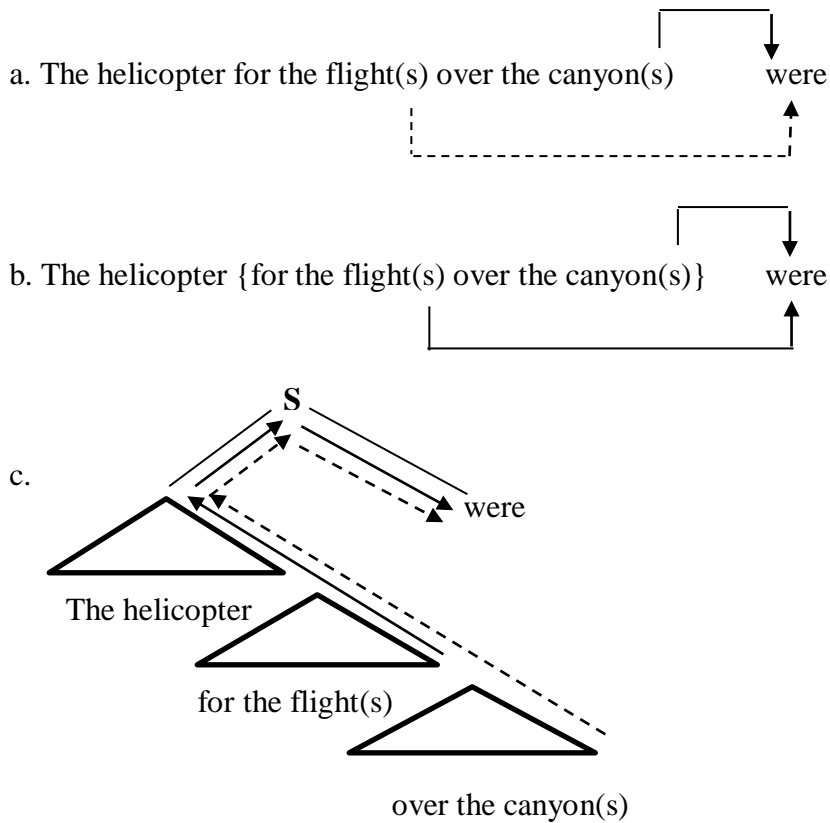 a. The helicopter for the flight(s) over the canyon(s) were
b. The helicopter {for the flight(s) over the canyon(s)} were
S
c.
were
The helicopter
for the flight(s)
over the canyon(s)